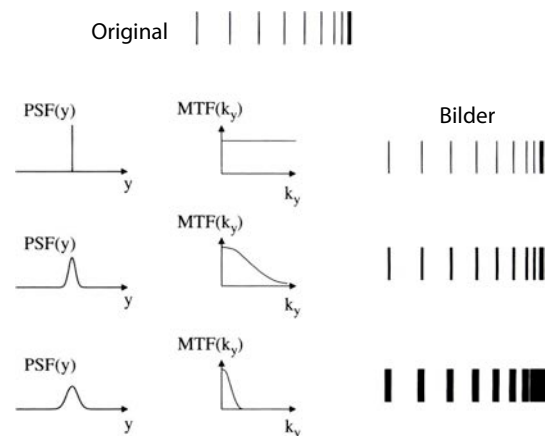 Original
PSF(y)
MTF(k_y)
Bilder
y
k_y
PSF(y)
MTF(k_y)
y
k_y
PSF(y)
MTF(k_y)
y
k_y